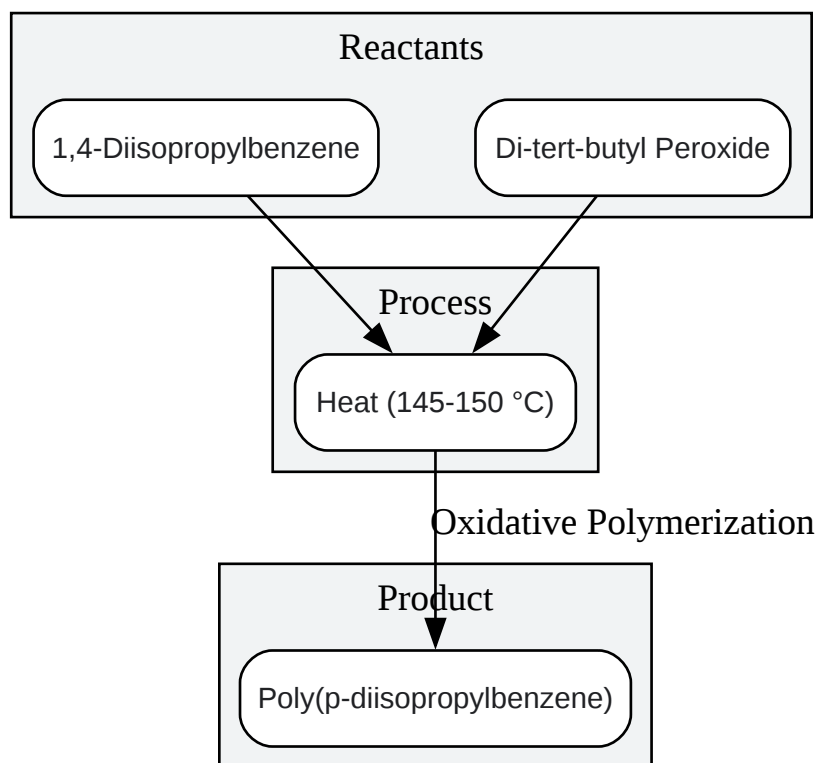 Reactants
1,4-Diisopropylbenzene
Di-tert-butyl Peroxide
Process
Heat (145-150 °C)
Oxidative Polymerization
Product
Poly(p-diisopropylbenzene)